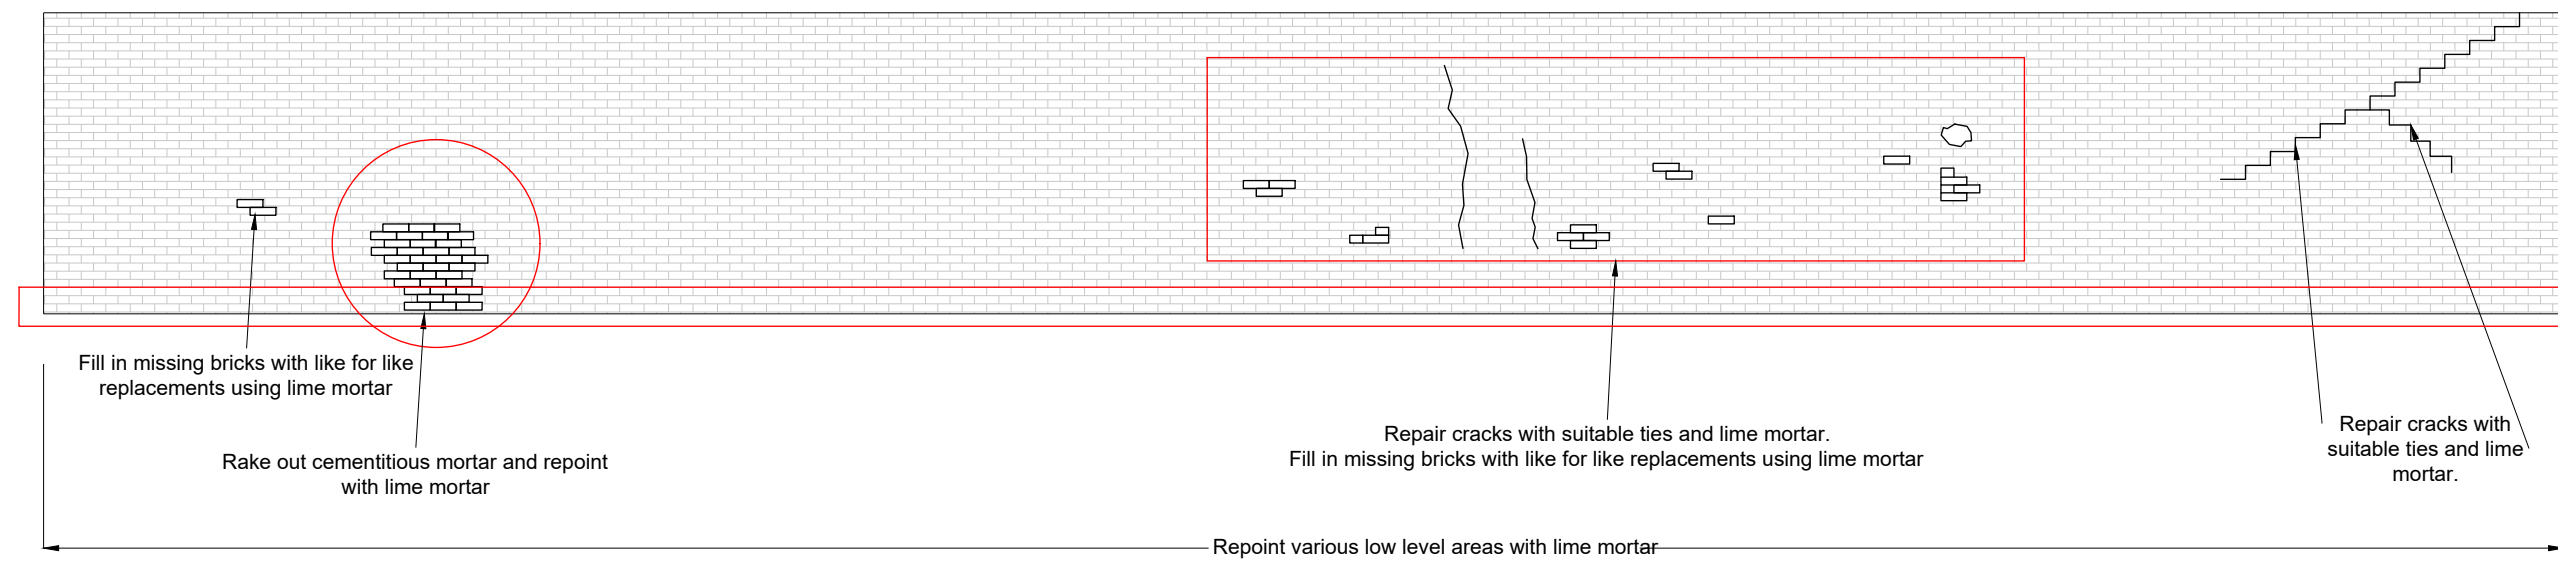 Fill in missing bricks with like for like
replacements using lime mortar
Rake out cementitious mortar and repoint
with lime mortar
Repair cracks with suitable ties and lime mortar.
Fill in missing bricks with like for like replacements using lime mortar
Repair cracks with
suitable ties and lime
mortar.
Repoint various low level areas with lime mortar